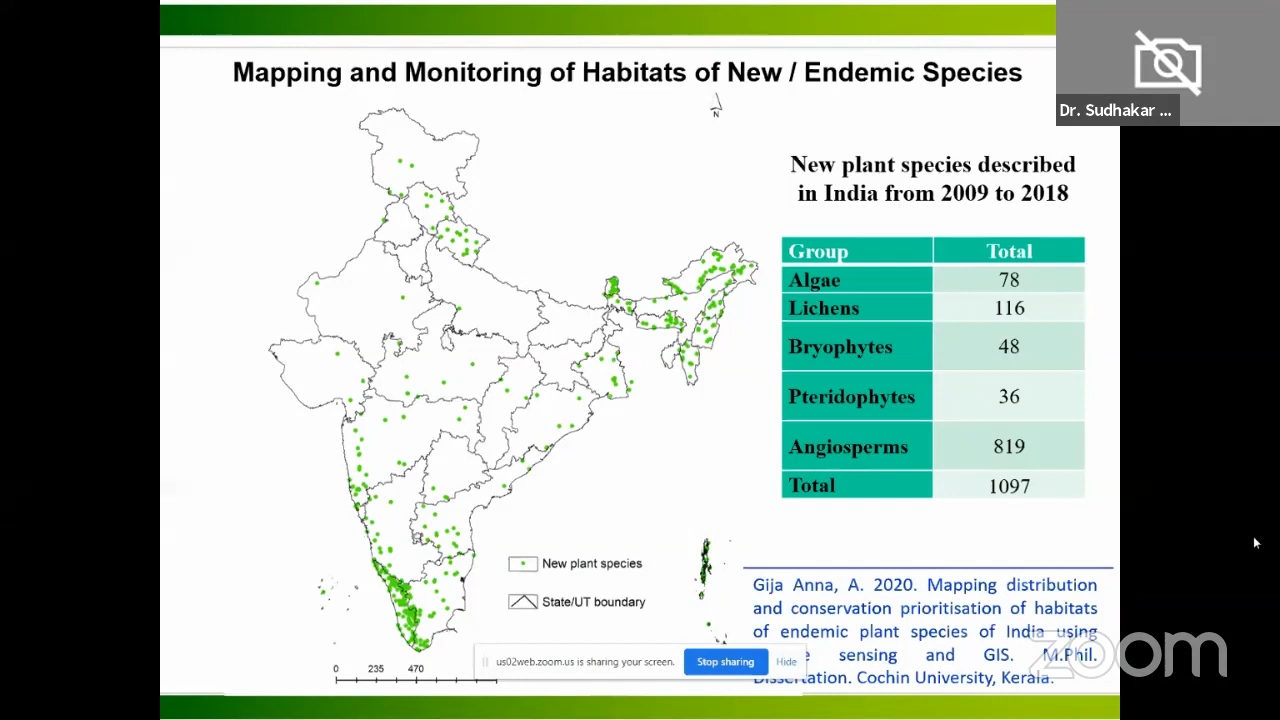 Mapping and Monitoring of Habitats of New / Endemic Species
Dr. Sudhakar ...
N
New plant species described
in India from 2009 to 2018
Group Total
Algae 78
Lichens 116
Bryophytes 48
Pteridophytes 36
Angiosperms 819
Total 1097
New plant species
State/UT boundary
0 235 470
Gija Anna, A. 2020. Mapping distribution
and conservation prioritisation of habitats
of endemic plant species of India using
sensing and GIS. M.Phil.
Dissertation. Cochin University, Kerala.
us02web.zoom.us is sharing your screen.
Stop sharing
Hide
zoom